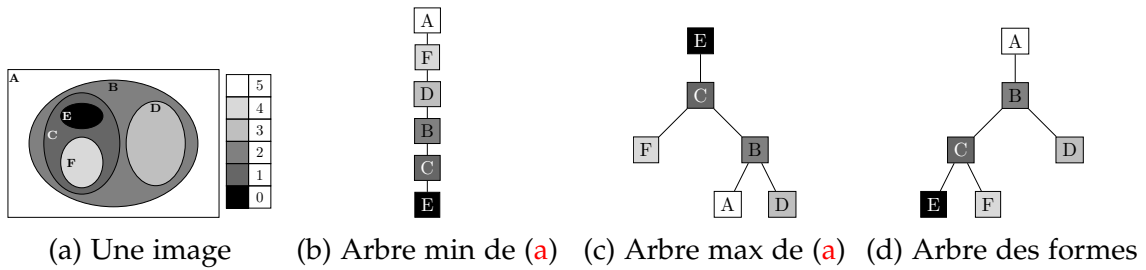 A
B
E
D
C
F
5
4
3
2
1
0
(a) Une image
A
F
D
B
C
E
(b) Arbre min de (a)
E
C
F
B
A
D
(c) Arbre max de (a)
A
B
C
D
E
F
(d) Arbre des formes